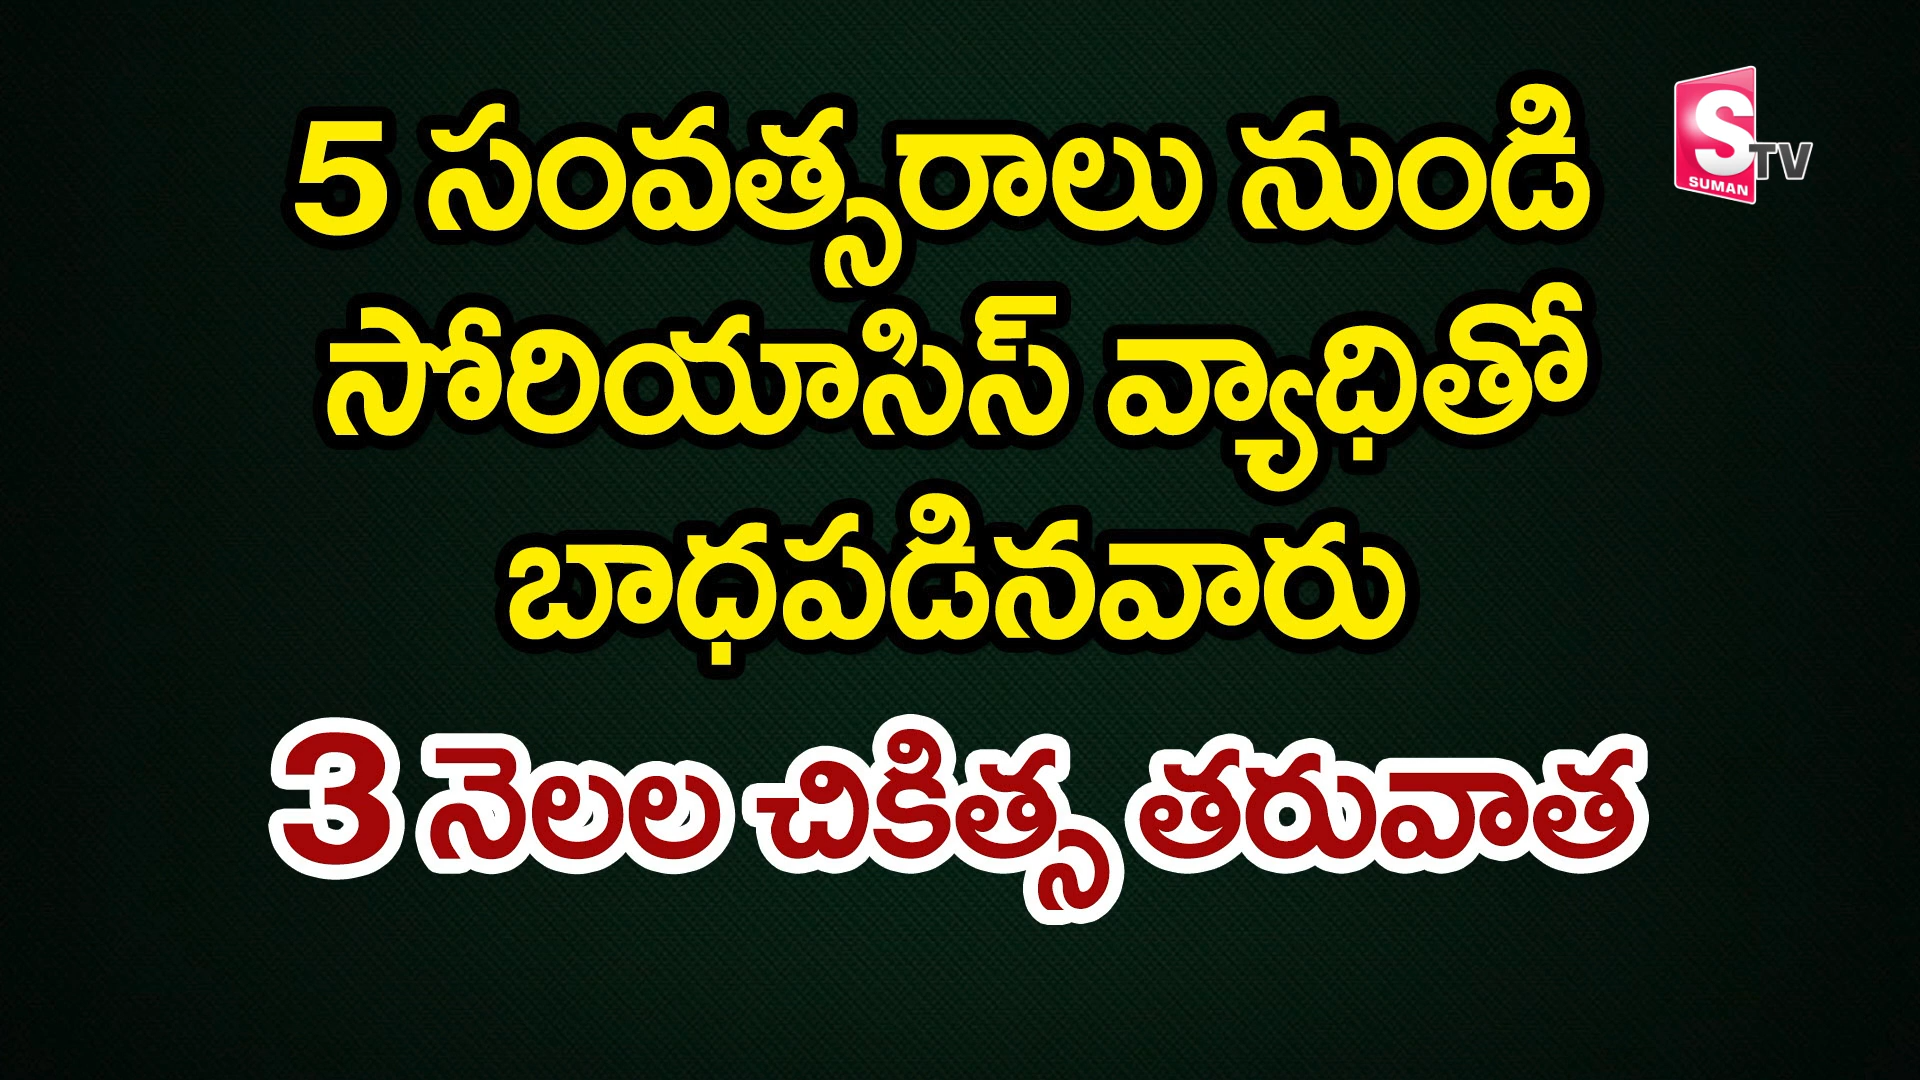 5 సంవత్సరాలు నుండి
సోరియాసిస్ వ్యాధితో
బాధపడినవారు
3 నెలల చికిత్స తరువాత
S TV
SUMAN